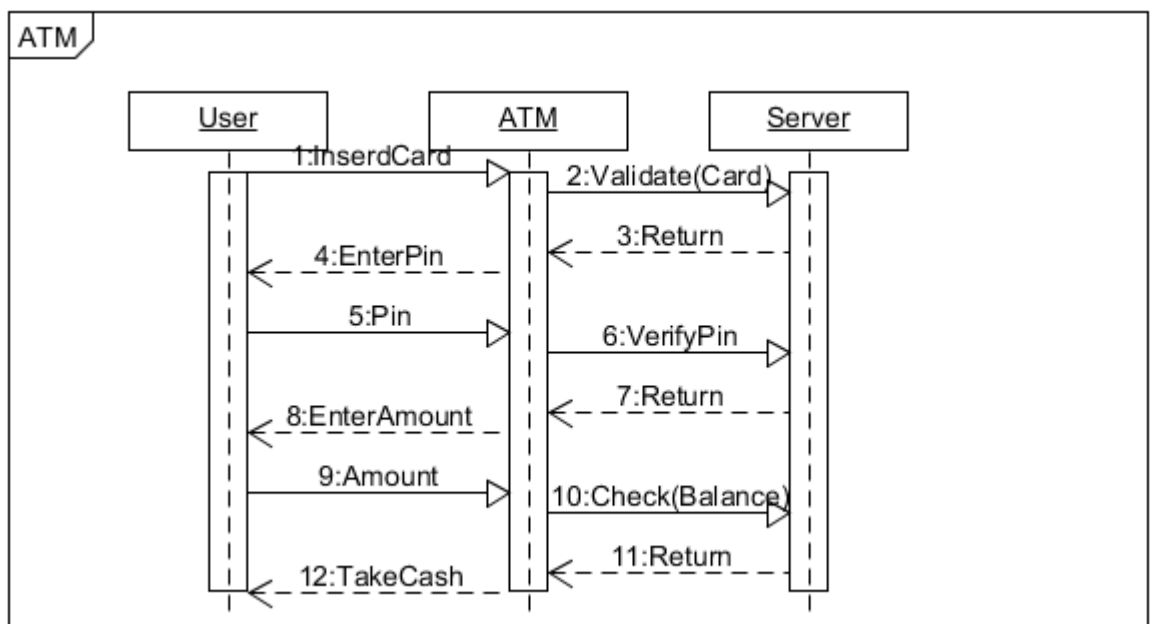 ATM
User
ATM
Server
1:InserdCard
2:Validate(Card)
3:Return
4:EnterPin
5:Pin
6:VerifyPin
7:Return
8:EnterAmount
9:Amount
10:Check(Balance)
11:Return
12:TakeCash